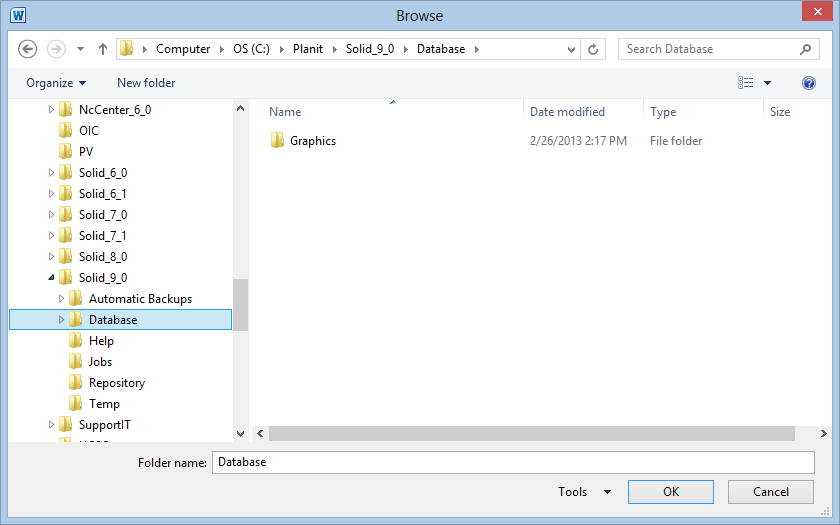 Browse
Computer OS (C:) Planit Solid_9_0 Database
Search Database
Organize New folder
NcCenter_6_0
OIC
PV
Solid_6_0
Solid_6_1
Solid_7_0
Solid_7_1
Solid_8_0
Solid_9_0
Automatic Backups
Database
Help
Jobs
Repository
Temp
SupportIT
Name Date modified Type Size
Graphics 2/26/2013 2:17 PM File folder
Folder name: Database
Tools OK Cancel